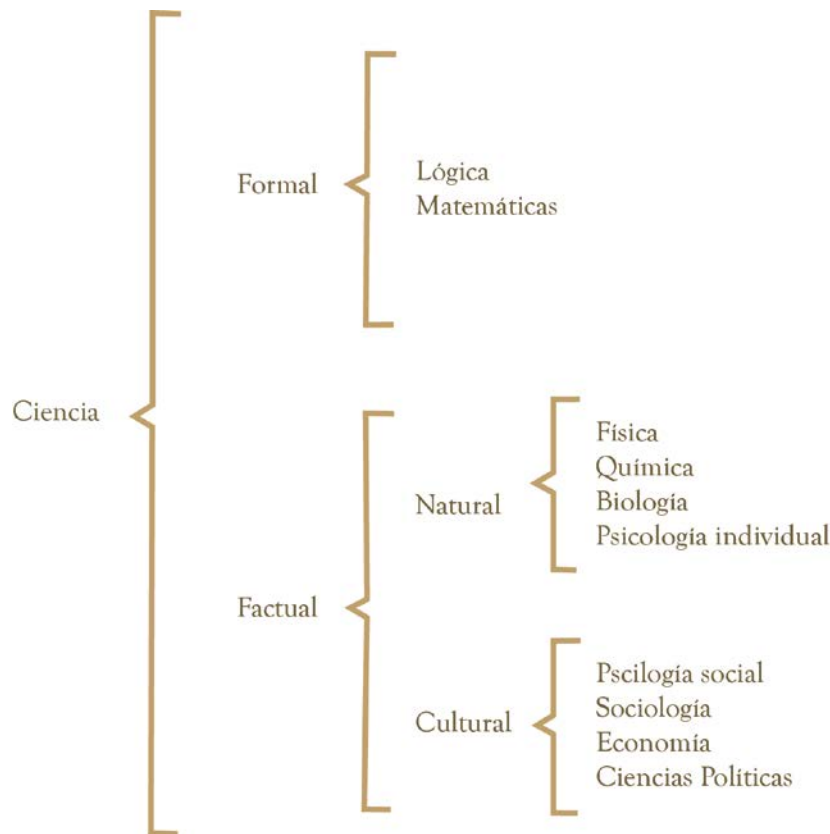 Ciencia
Formal
Lógica
Matemáticas
Factual
Natural
Física
Química
Biología
Psicología individual
Cultural
Pscilogía social
Sociología
Economía
Ciencias Políticas